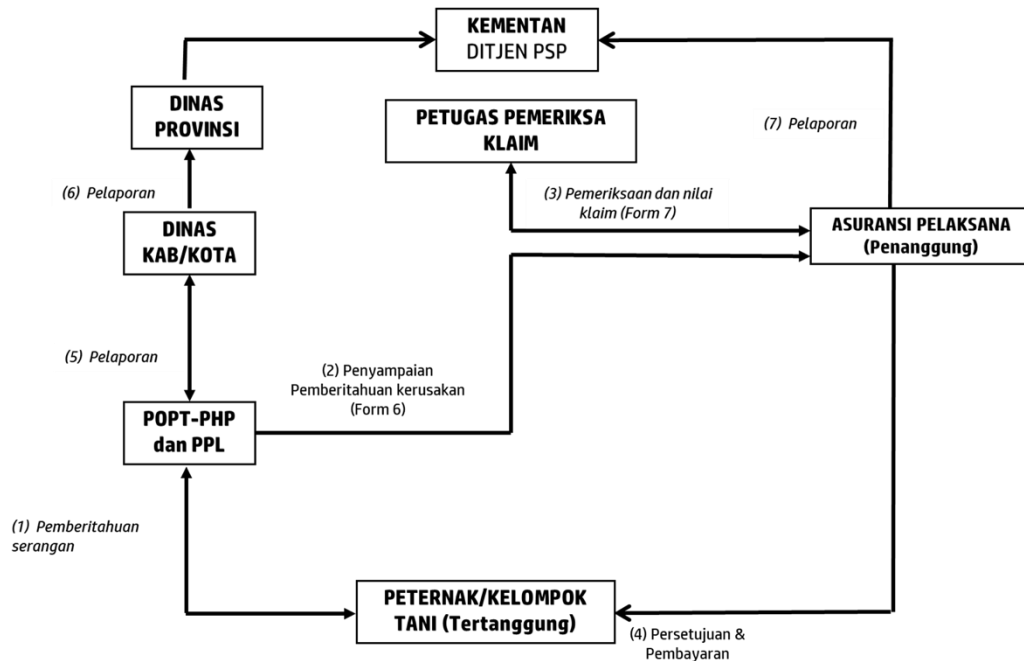 KEMENTAN
DITJEN PSP
DINAS
PROVINSI
PETUGAS PEMERIKSA
KLAIM
(7) Pelaporan
(6) Pelaporan
(3) Pemeriksaan dan nilai
klaim (Form 7)
DINAS
KAB/KOTA
ASURANSI PELAKSANA
(Penanggung)
(5) Pelaporan
(2) Penyampaian
Pemberitahuan kerusakan
(Form 6)
POPT-PHP
dan PPL
(1) Pemberitahuan
serangan
PETERNAK/KELOMPOK
TANI (Tertanggung)
(4) Persetujuan &
Pembayaran